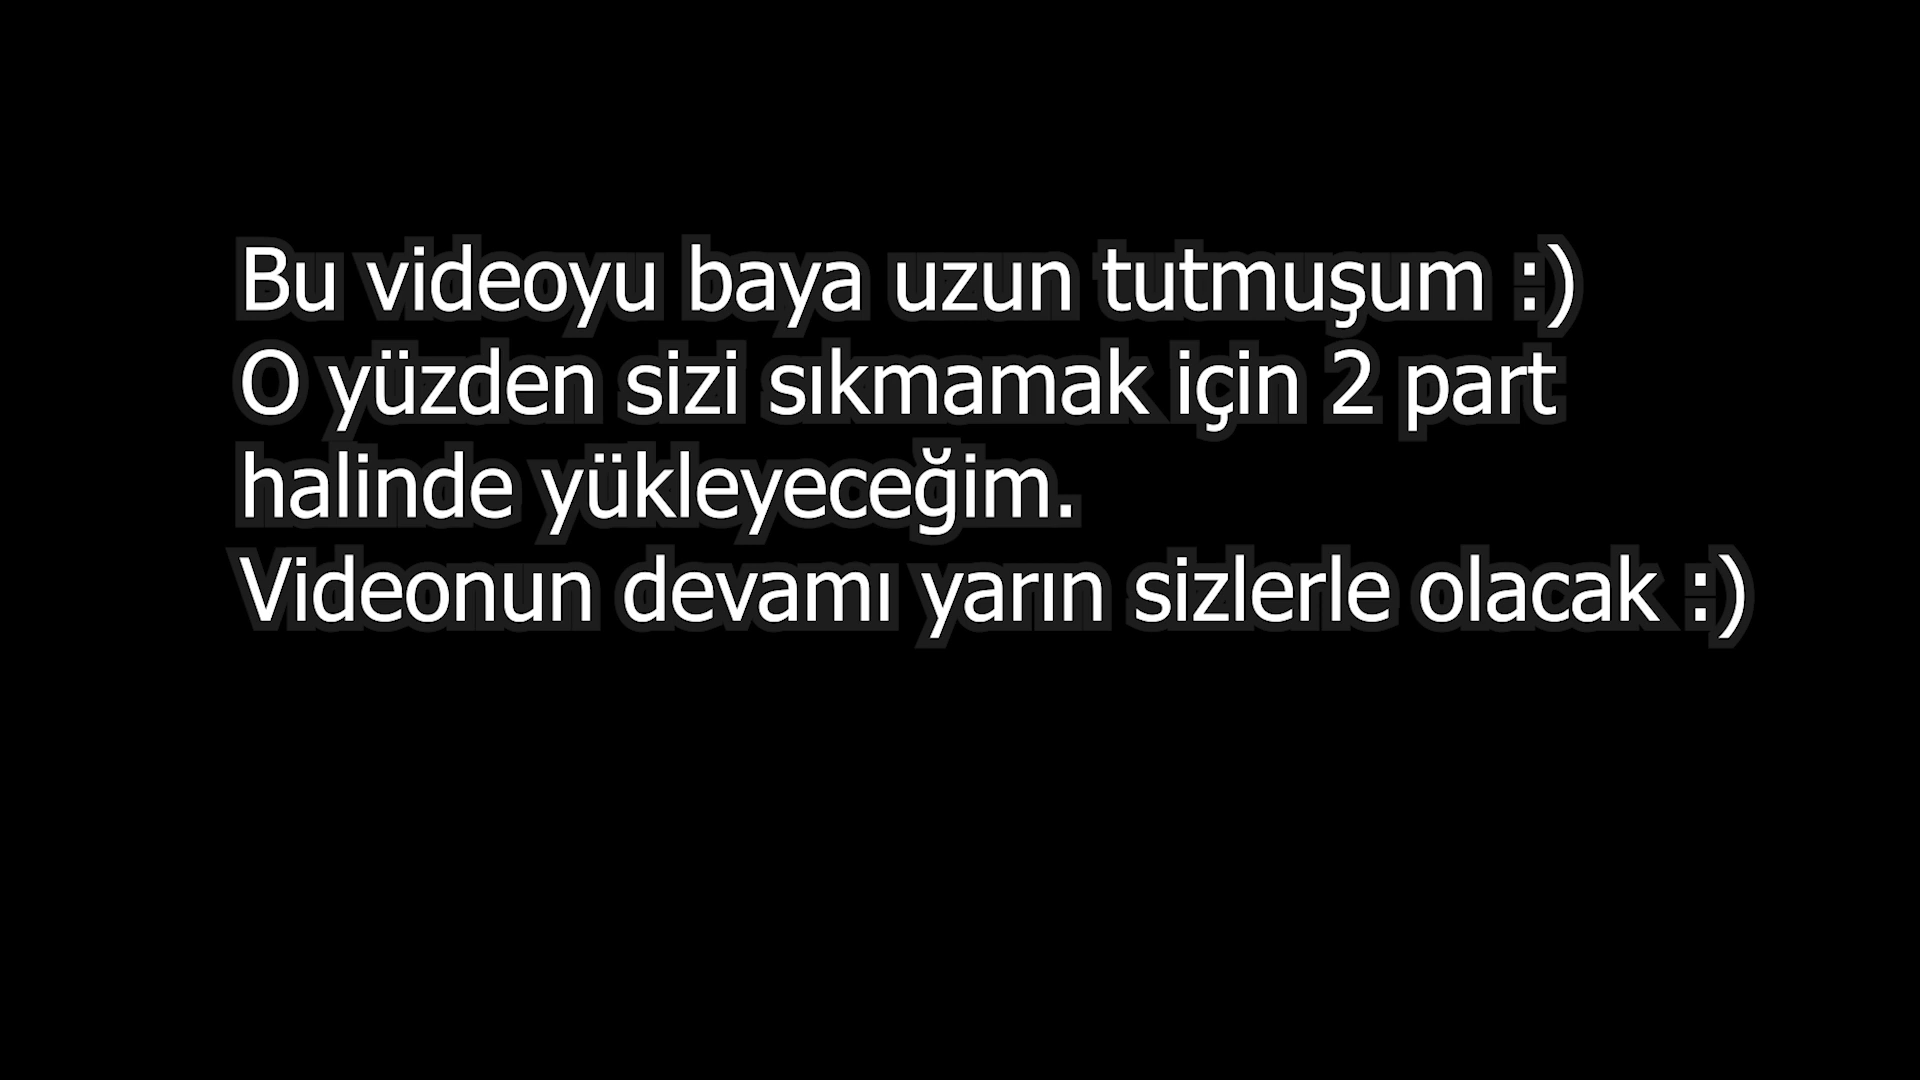 Bu videoyu baya uzun tutmuşum :)
O yüzden sizi sıkmamak için 2 part
halinde yükleyeceğim.
Videonun devamı yarın sizlerle olacak :)